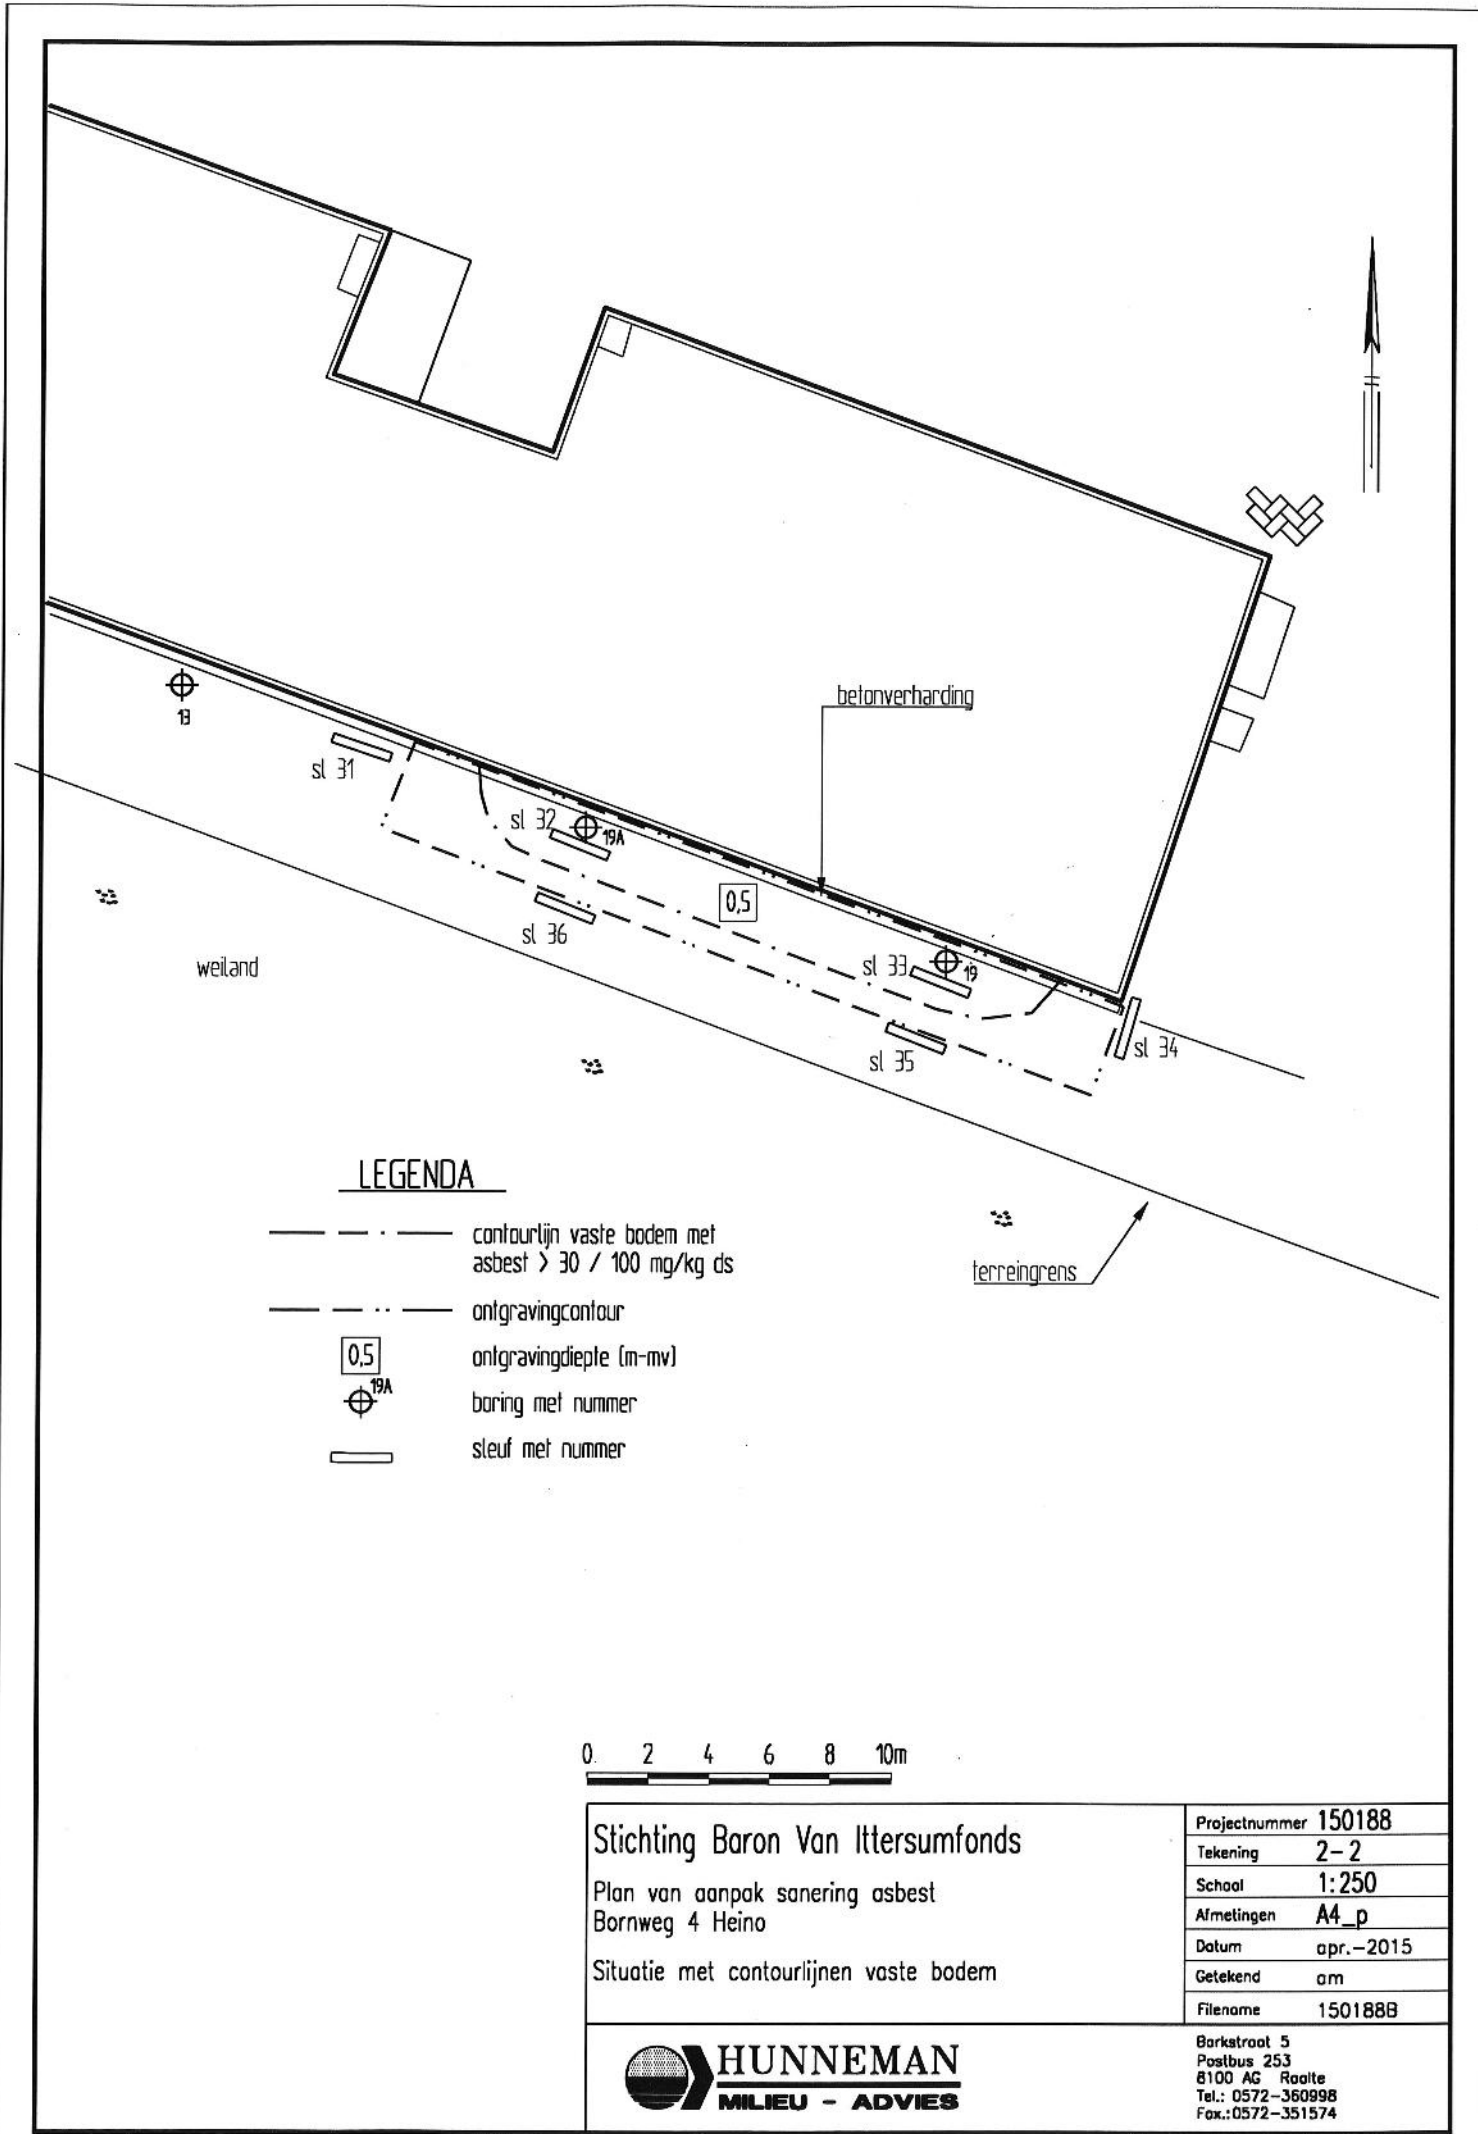 betonverharding
13
sl 31
sl 32
19A
0,5
sl 36
sl 33
19
weiland
sl 35
sl 34
LEGENDA
contourlijn vaste bodem met
asbest > 30 / 100 mg/kg ds
ontgravingcontour
0,5
ontgravingdiepte (m-mv)
19A
boring met nummer
sleuf met nummer
terreingrens
0 2 4 6 8 10m
Stichting Baron Van Ittersumfonds
Plan van aanpak sanering asbest
Bornweg 4 Heino
Situatie met contourlijnen vaste bodem
Projectnummer 150188
Tekening 2-2
Schaal 1:250
Afmetingen A4_p
Datum apr.-2015
Getekend am
Filename 150188B
HUNNEMAN
MILIEU - ADVIES
Barkstraat 5
Postbus 253
8100 AG Raalte
Tel.: 0572-360998
Fax.:0572-351574